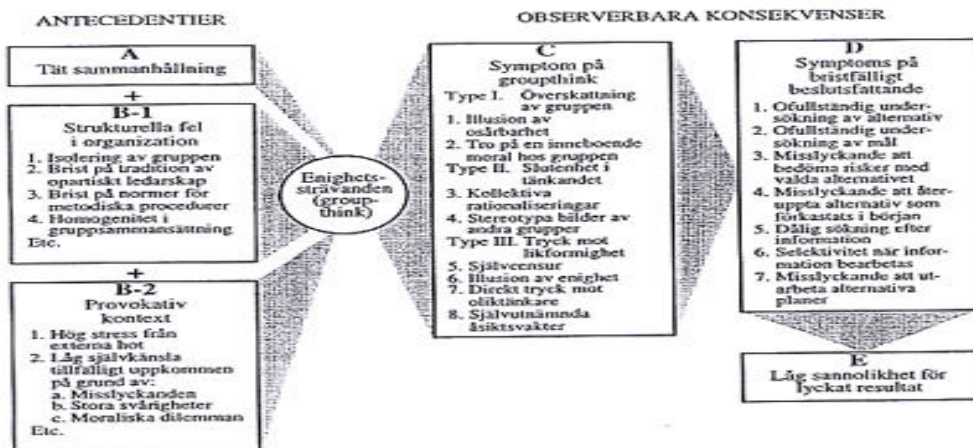 ANTECEDENTIER
A
Tät sammanhållning
+
B-1
Strukturella fel
i organization
1. Isolering av gruppen
2. Brist på tradition av
opartiskt ledarskap
3. Brist på normer för
metodiska procedurer
4. Homogenitet i
gruppsammansättning
Etc.
+
B-2
Provokativ
kontext
1. Hög stress från
externa hot
2. Låg självkänsla
tillfälligt uppkommen
på grund av:
a. Misslyckanden
b. Stora svårigheter
c. Moraliska dilemman
Etc.
Enighets-
strävanden
(group-
think)
OBSERVERBARA KONSEKVENSER
C
Symptom på
groupthink
Type I. Överskattning
av gruppen
1. Illusion av
osårbarhet
2. Tro på en inneboende
moral hos gruppen
Type II. Slutenhet i
tänkandet
3. Kollektiva
rationaliseringar
4. Stereotypa bilder av
andra grupper
Type III. Tryck mot
likformighet
5. Självcensur
6. Illusion av enighet
7. Direkt tryck mot
oliktänkare
8. Självutnämnda
åsiktsvakter
D
Symptoms på
bristfälligt
beslutsfattande
1. Ofullständig under-
sökning av alternativ
2. Ofullständig under-
sökning av mål
3. Misslyckande att
bedöma risker med
valda alternativet
4. Misslyckande att åter-
uppta alternativ som
förkastats i början
5. Dålig sökning efter
information
6. Selektivitet när in-
formation bearbetas
7. Misslyckande att ut-
arbeta alternativa
planer
E
Låg sannolikhet för
lyckat resultat